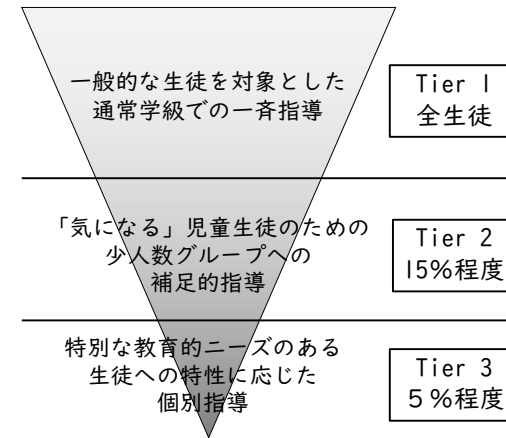 一般的な生徒を対象とした
通常学級での一斉指導
Tier 1
全生徒
「気になる」児童生徒のための
少人数グループへの
補足的指導
Tier 2
15%程度
特別な教育的ニーズのある
生徒への特性に応じた
個別指導
Tier 3
5%程度